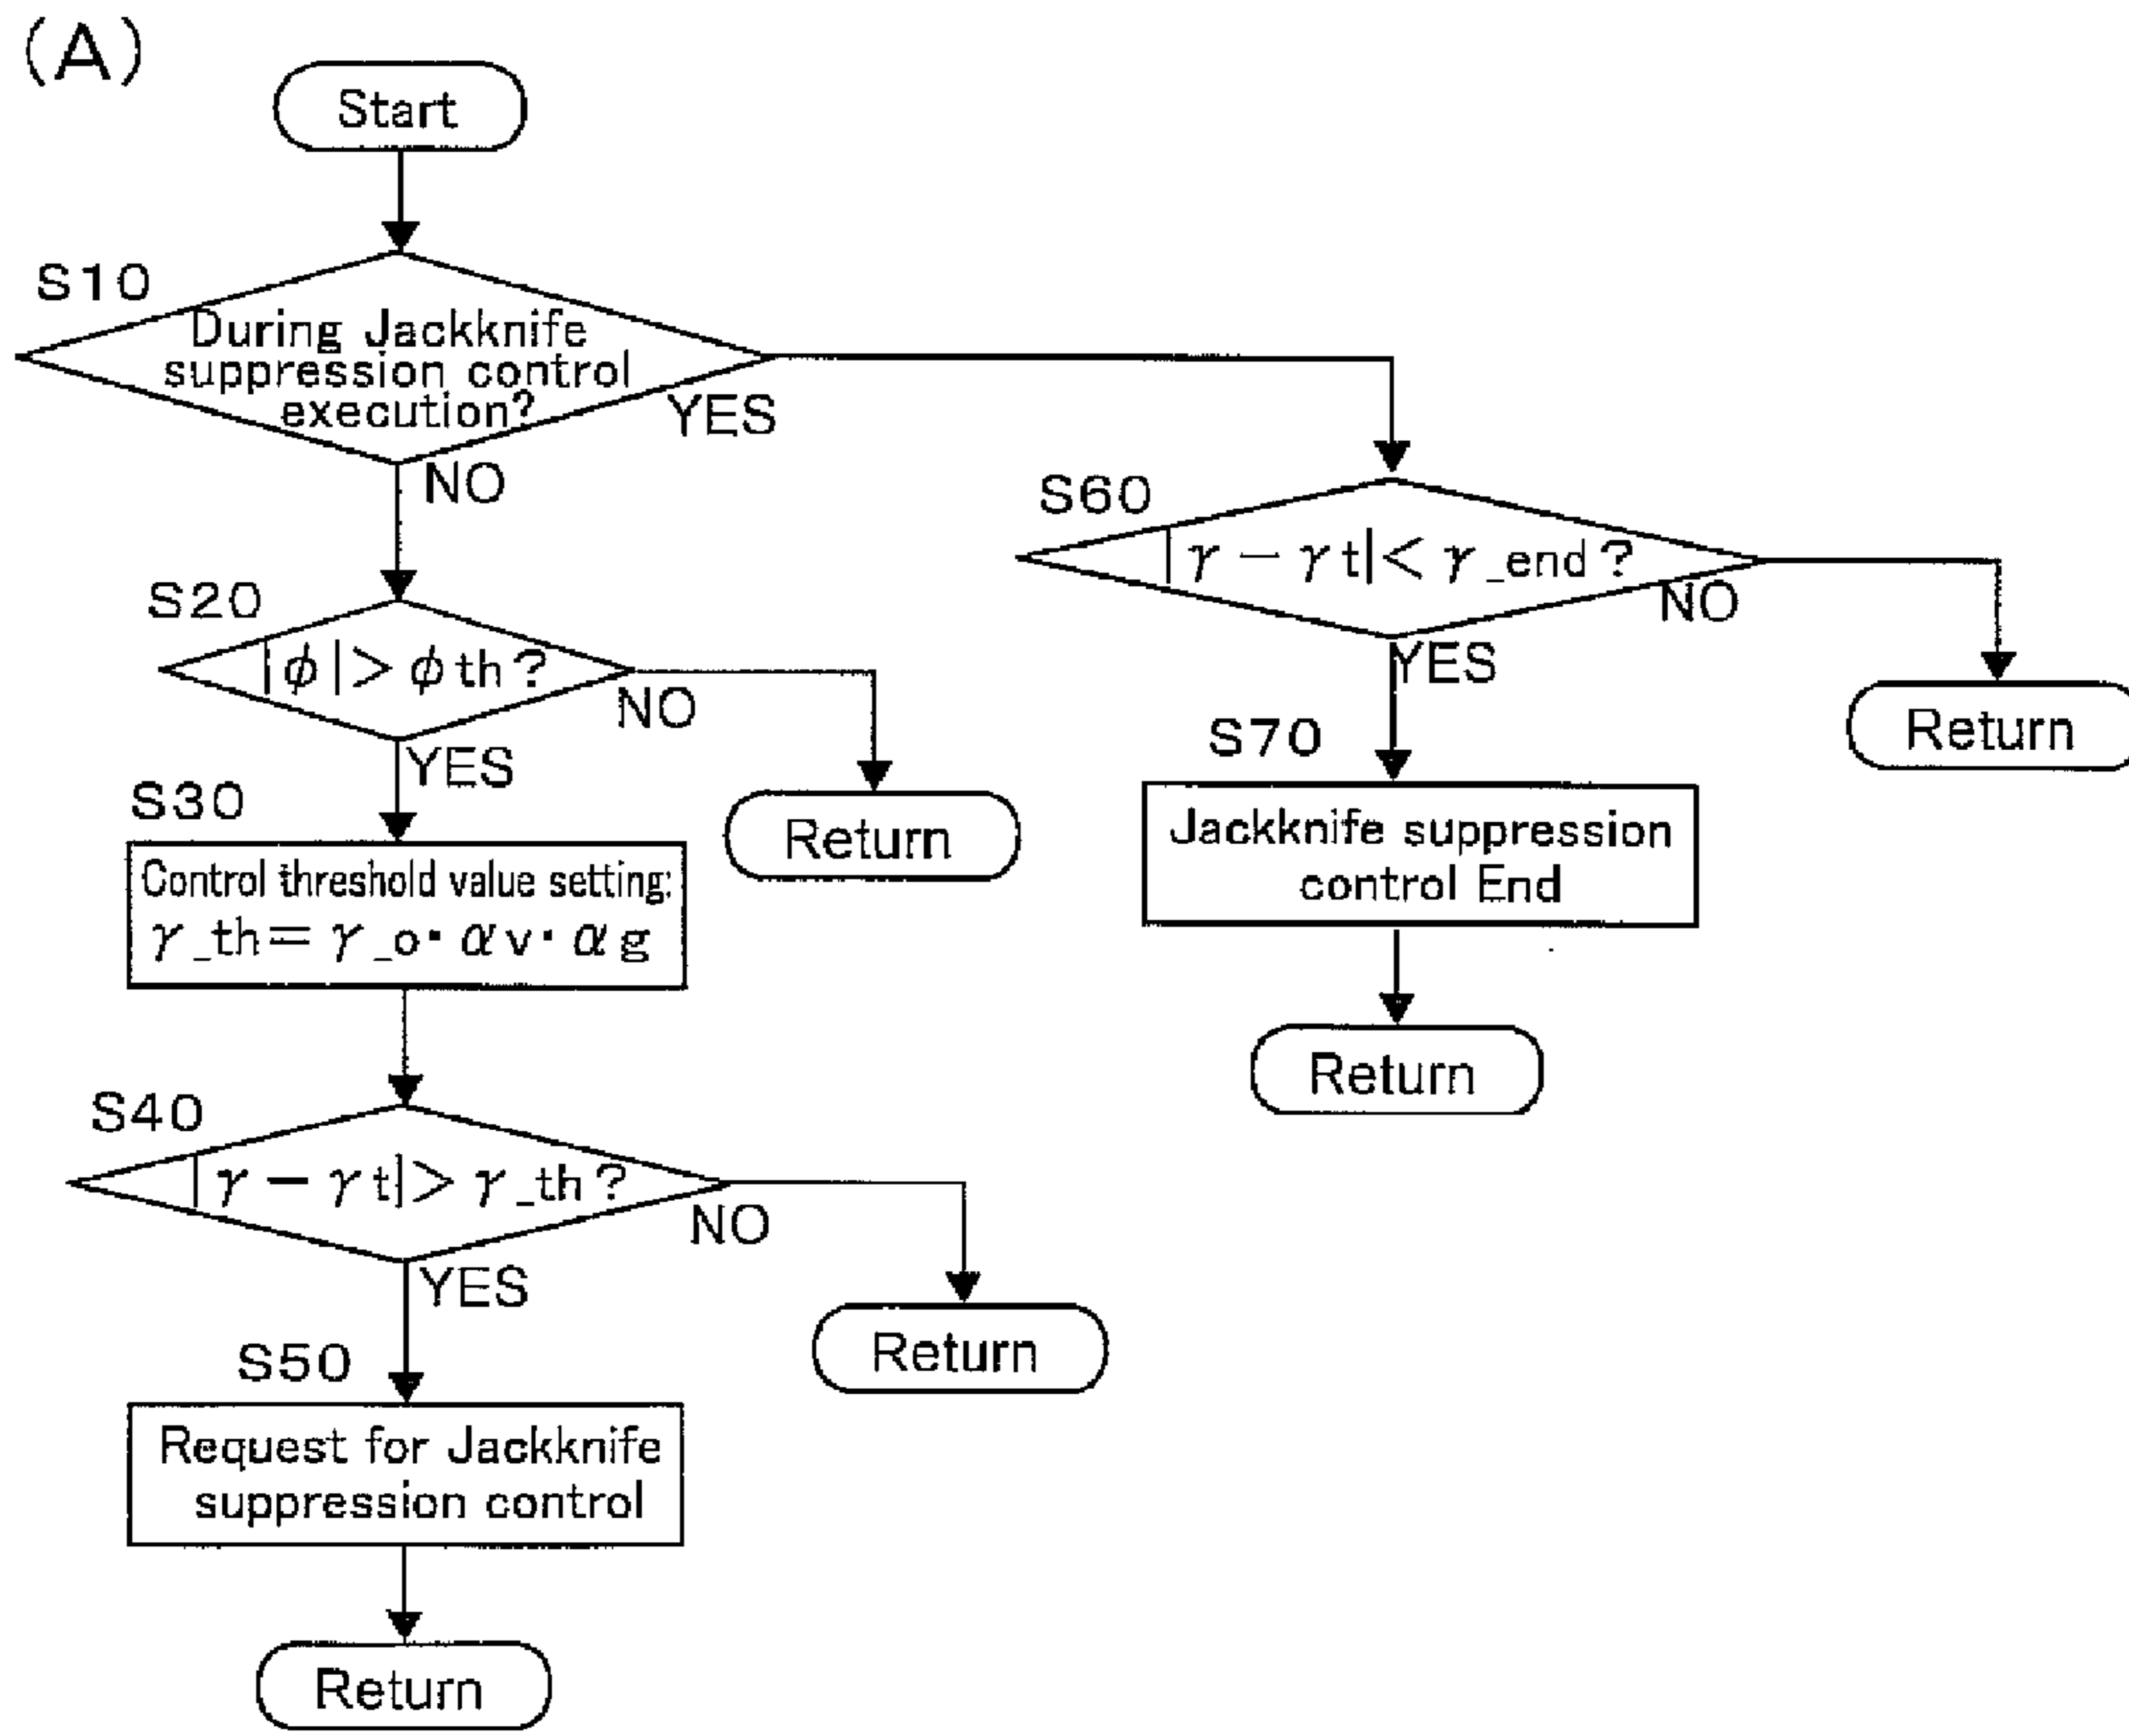 (A)
Start
S10
During Jackknife
suppression control
execution?
YES
NO
S20
|ϕ|> ϕth?
NO
YES
Return
S30
Control threshold value setting:
γ_th=γ_o·αv·αg
S40
|γ−γt|>γ_th?
NO
YES
Return
S50
Request for Jackknife
suppression control
Return
S60
|γ−γt|<γ_end?
NO
YES
Return
S70
Jackknife suppression
control End
Return